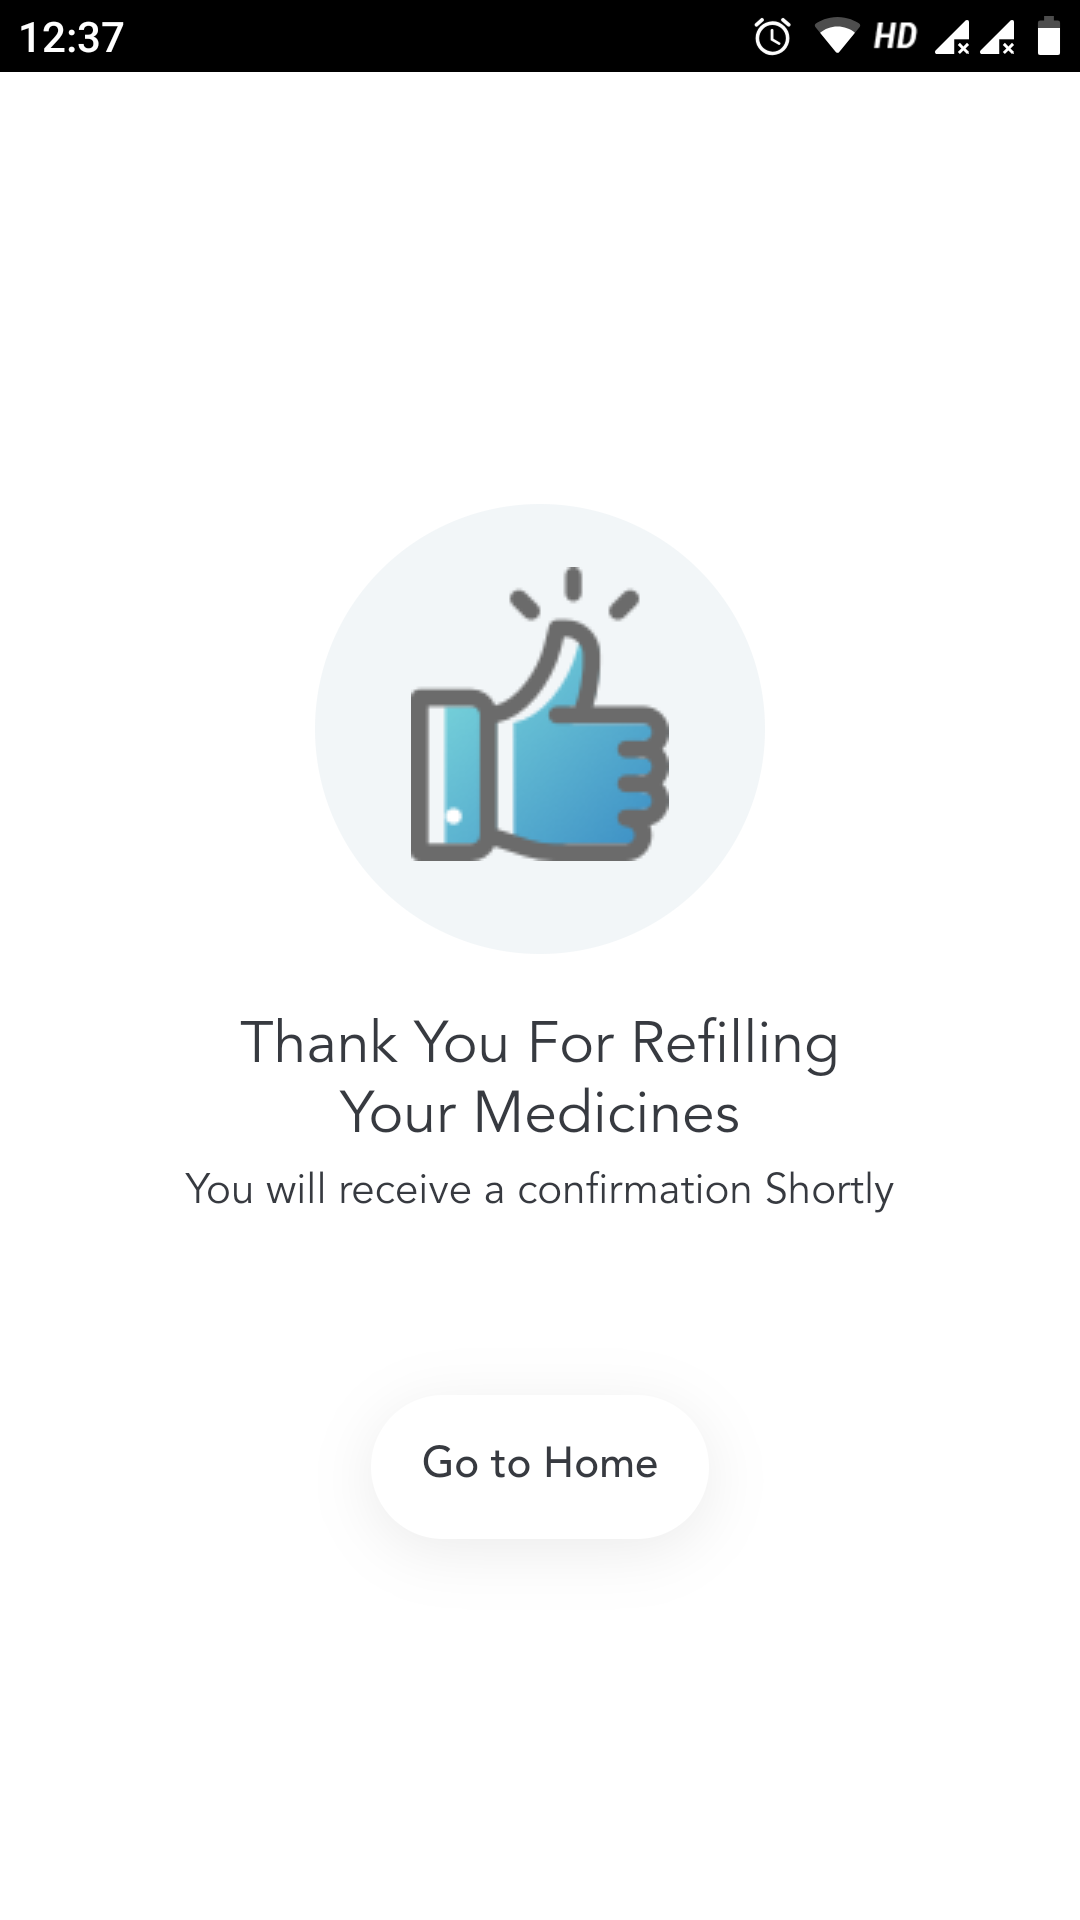 12:37 HD
Thank You For Refilling
Your Medicines
You will receive a confirmation Shortly
Go to Home